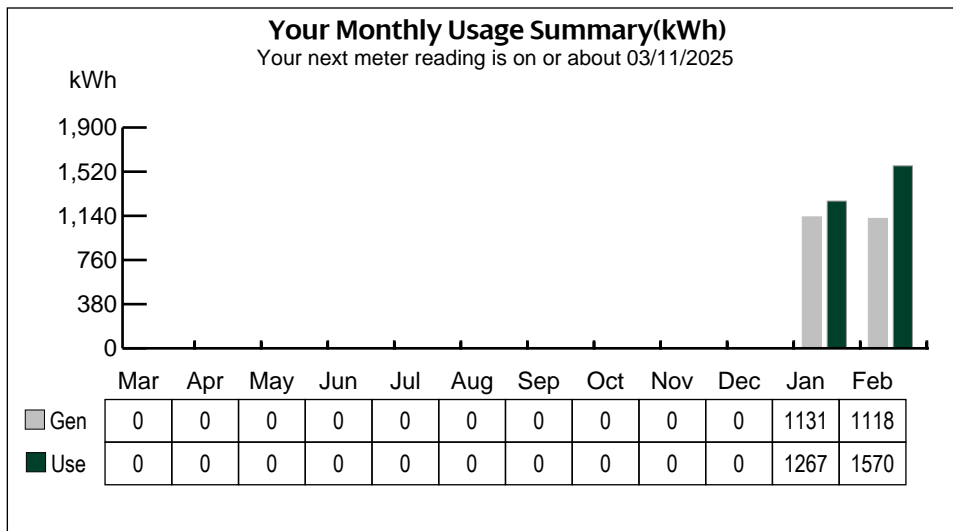 Your Monthly Usage Summary(kWh)
Your next meter reading is on or about 03/11/2025
kWh
1,900
1,520
1,140
760
380
0
Mar Apr May Jun Jul Aug Sep Oct Nov Dec Jan Feb
Gen 0 0 0 0 0 0 0 0 0 0 1131 1118
Use 0 0 0 0 0 0 0 0 0 0 1267 1570